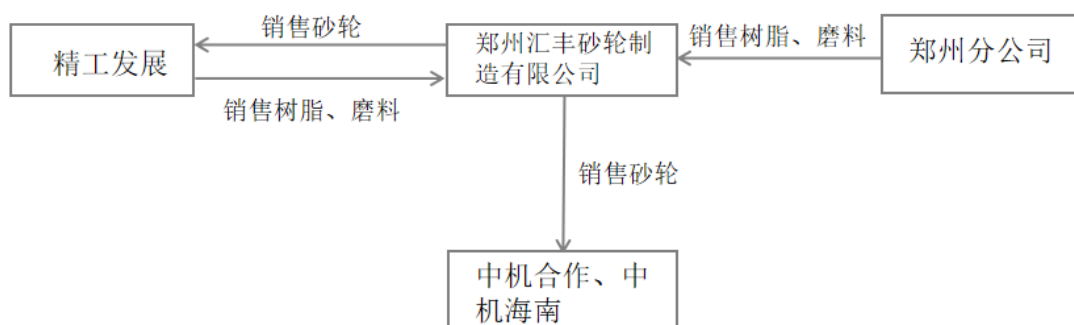 销售砂轮
精工发展
郑州汇丰砂轮制
造有限公司
销售树脂、磨料
郑州分公司
销售树脂、磨料
销售砂轮
中机合作、中
机海南